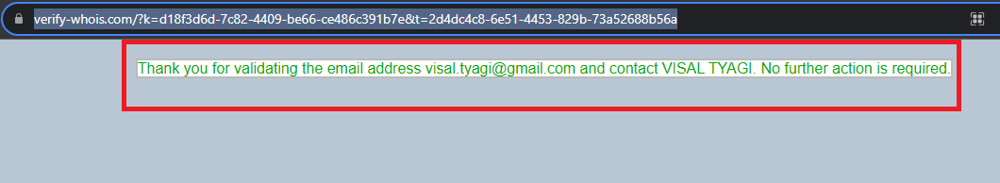 verify-whois.com/?k=d18f3d6d-7c82-4409-be66-ce486c391b7e&t=2d4dc4c8-6e51-4453-829b-73a52688b56a
Thank you for validating the email address visal.tyagi@gmail.com and contact VISAL TYAGI. No further action is required.